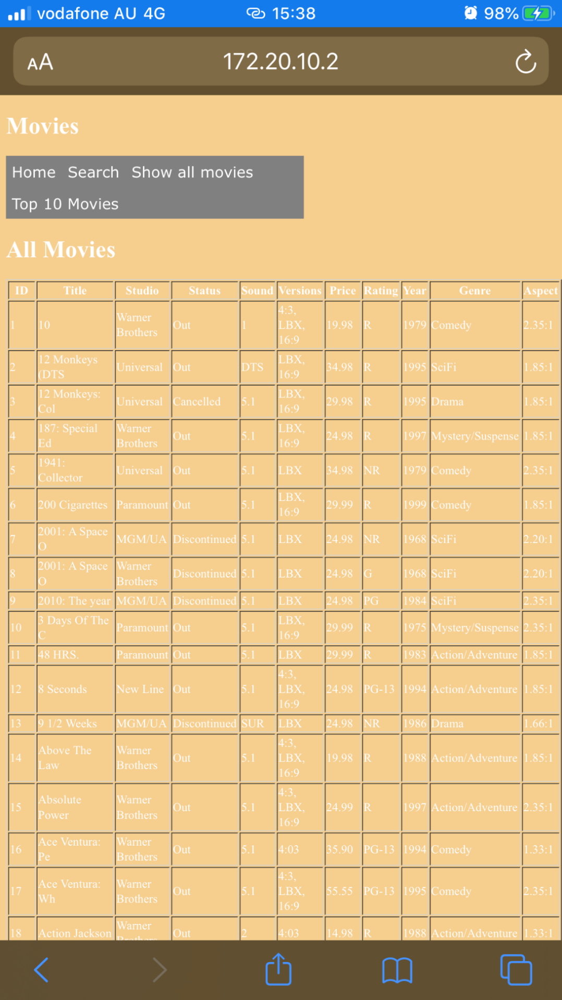 vodafone AU 4G 15:38 98%
AA 172.20.10.2
Movies
Home Search Show all movies
Top 10 Movies
All Movies
ID Title Studio Status Sound Versions Price Rating Year Genre Aspect
1 10 Warner Brothers Out 1 4:3, LBX, 16:9 19.98 R 1979 Comedy 2.35:1
2 12 Monkeys (DTS Universal Out DTS LBX, 16:9 34.98 R 1995 SciFi 1.85:1
3 12 Monkeys: Col Universal Cancelled 5.1 LBX, 16:9 29.98 R 1995 Drama 1.85:1
4 187: Special Ed Warner Brothers Out 5.1 LBX, 16:9 24.98 R 1997 Mystery/Suspense 1.85:1
5 1941: Collector Universal Out 5.1 LBX 34.98 NR 1979 Comedy 2.35:1
6 200 Cigarettes Paramount Out 5.1 LBX, 16:9 29.99 R 1999 Comedy 1.85:1
7 2001: A Space O MGM/UA Discontinued 5.1 LBX 24.98 NR 1968 SciFi 2.20:1
8 2001: A Space O Warner Brothers Discontinued 5.1 LBX 24.98 G 1968 SciFi 2.20:1
9 2010: The year MGM/UA Discontinued 5.1 LBX 24.98 PG 1984 SciFi 2.35:1
10 3 Days Of The C Paramount Out 5.1 LBX, 16:9 29.99 R 1975 Mystery/Suspense 2.35:1
11 48 HRS. Paramount Out 5.1 LBX 29.99 R 1983 Action/Adventure 1.85:1
12 8 Seconds New Line Out 5.1 4:3, LBX, 16:9 24.98 PG-13 1994 Action/Adventure 1.85:1
13 9 1/2 Weeks MGM/UA Discontinued SUR LBX 24.98 NR 1986 Drama 1.66:1
14 Above The Law Warner Brothers Out 5.1 4:3, LBX, 16:9 19.98 R 1988 Action/Adventure 1.85:1
15 Absolute Power Warner Brothers Out 5.1 4:3, LBX, 16:9 24.99 R 1997 Action/Adventure 2.35:1
16 Ace Ventura: Pe Warner Brothers Out 5.1 4:03 35.90 PG-13 1994 Comedy 1.33:1
17 Ace Ventura: Wh Warner Brothers Out 5.1 4:3, LBX, 16:9 55.55 PG-13 1995 Comedy 2.35:1
18 Action Jackson Warner Brothers Out 2 4:03 14.98 R 1988 Action/Adventure 1.33:1